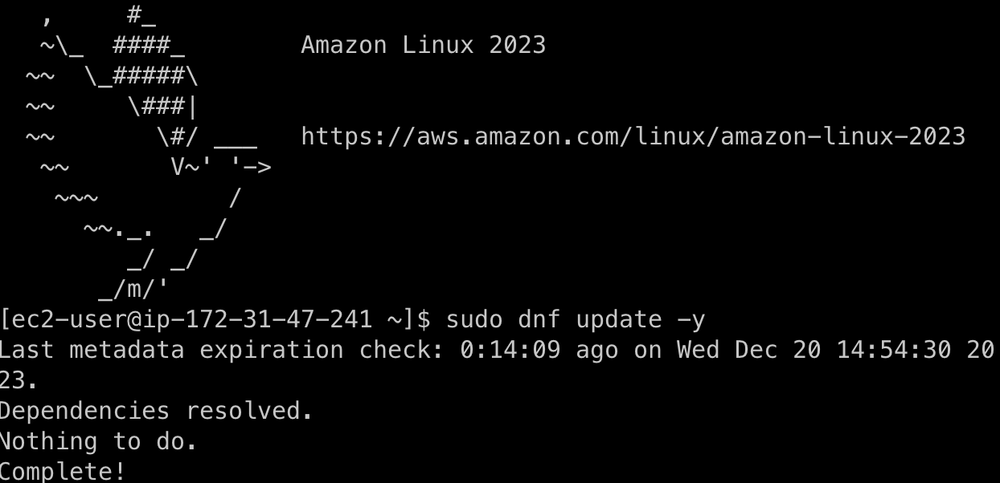 ,     #_
   ~\_  ####_        Amazon Linux 2023
  ~~  \_#####\
  ~~     \###|
  ~~       \#/ ___   https://aws.amazon.com/linux/amazon-linux-2023
   ~~       V~' '->
    ~~~         /
      ~~._.   _/
         _/ _/
       _/m/'
[ec2-user@ip-172-31-47-241 ~]$ sudo dnf update -y
Last metadata expiration check: 0:14:09 ago on Wed Dec 20 14:54:30 20
23.
Dependencies resolved.
Nothing to do.
Complete!